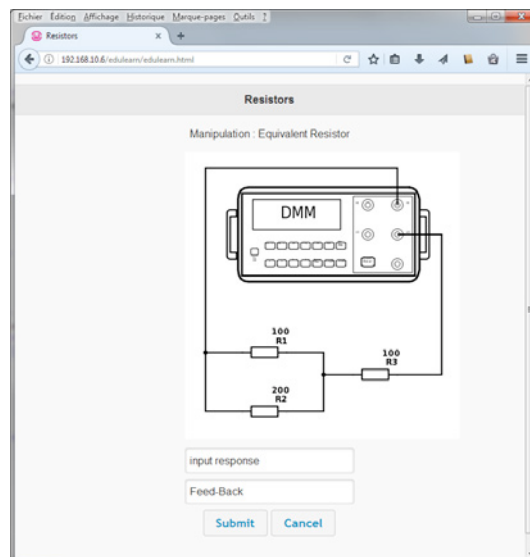 Fichier Édition Affichage Historique Marque-pages Outils ?
Resistors
192.168.10.6/edulearn/edulearn.html
Resistors
Manipulation : Equivalent Resistor
DMM
100
R1
100
R3
200
R2
input response
Feed-Back
Submit Cancel